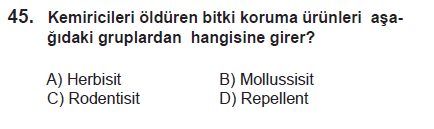 45. Kemiricileri öldüren bitki koruma ürünleri aşa-
ğıdaki gruplardan hangisine girer?
A) Herbisit B) Mollussisit
C) Rodentisit D) Repellent